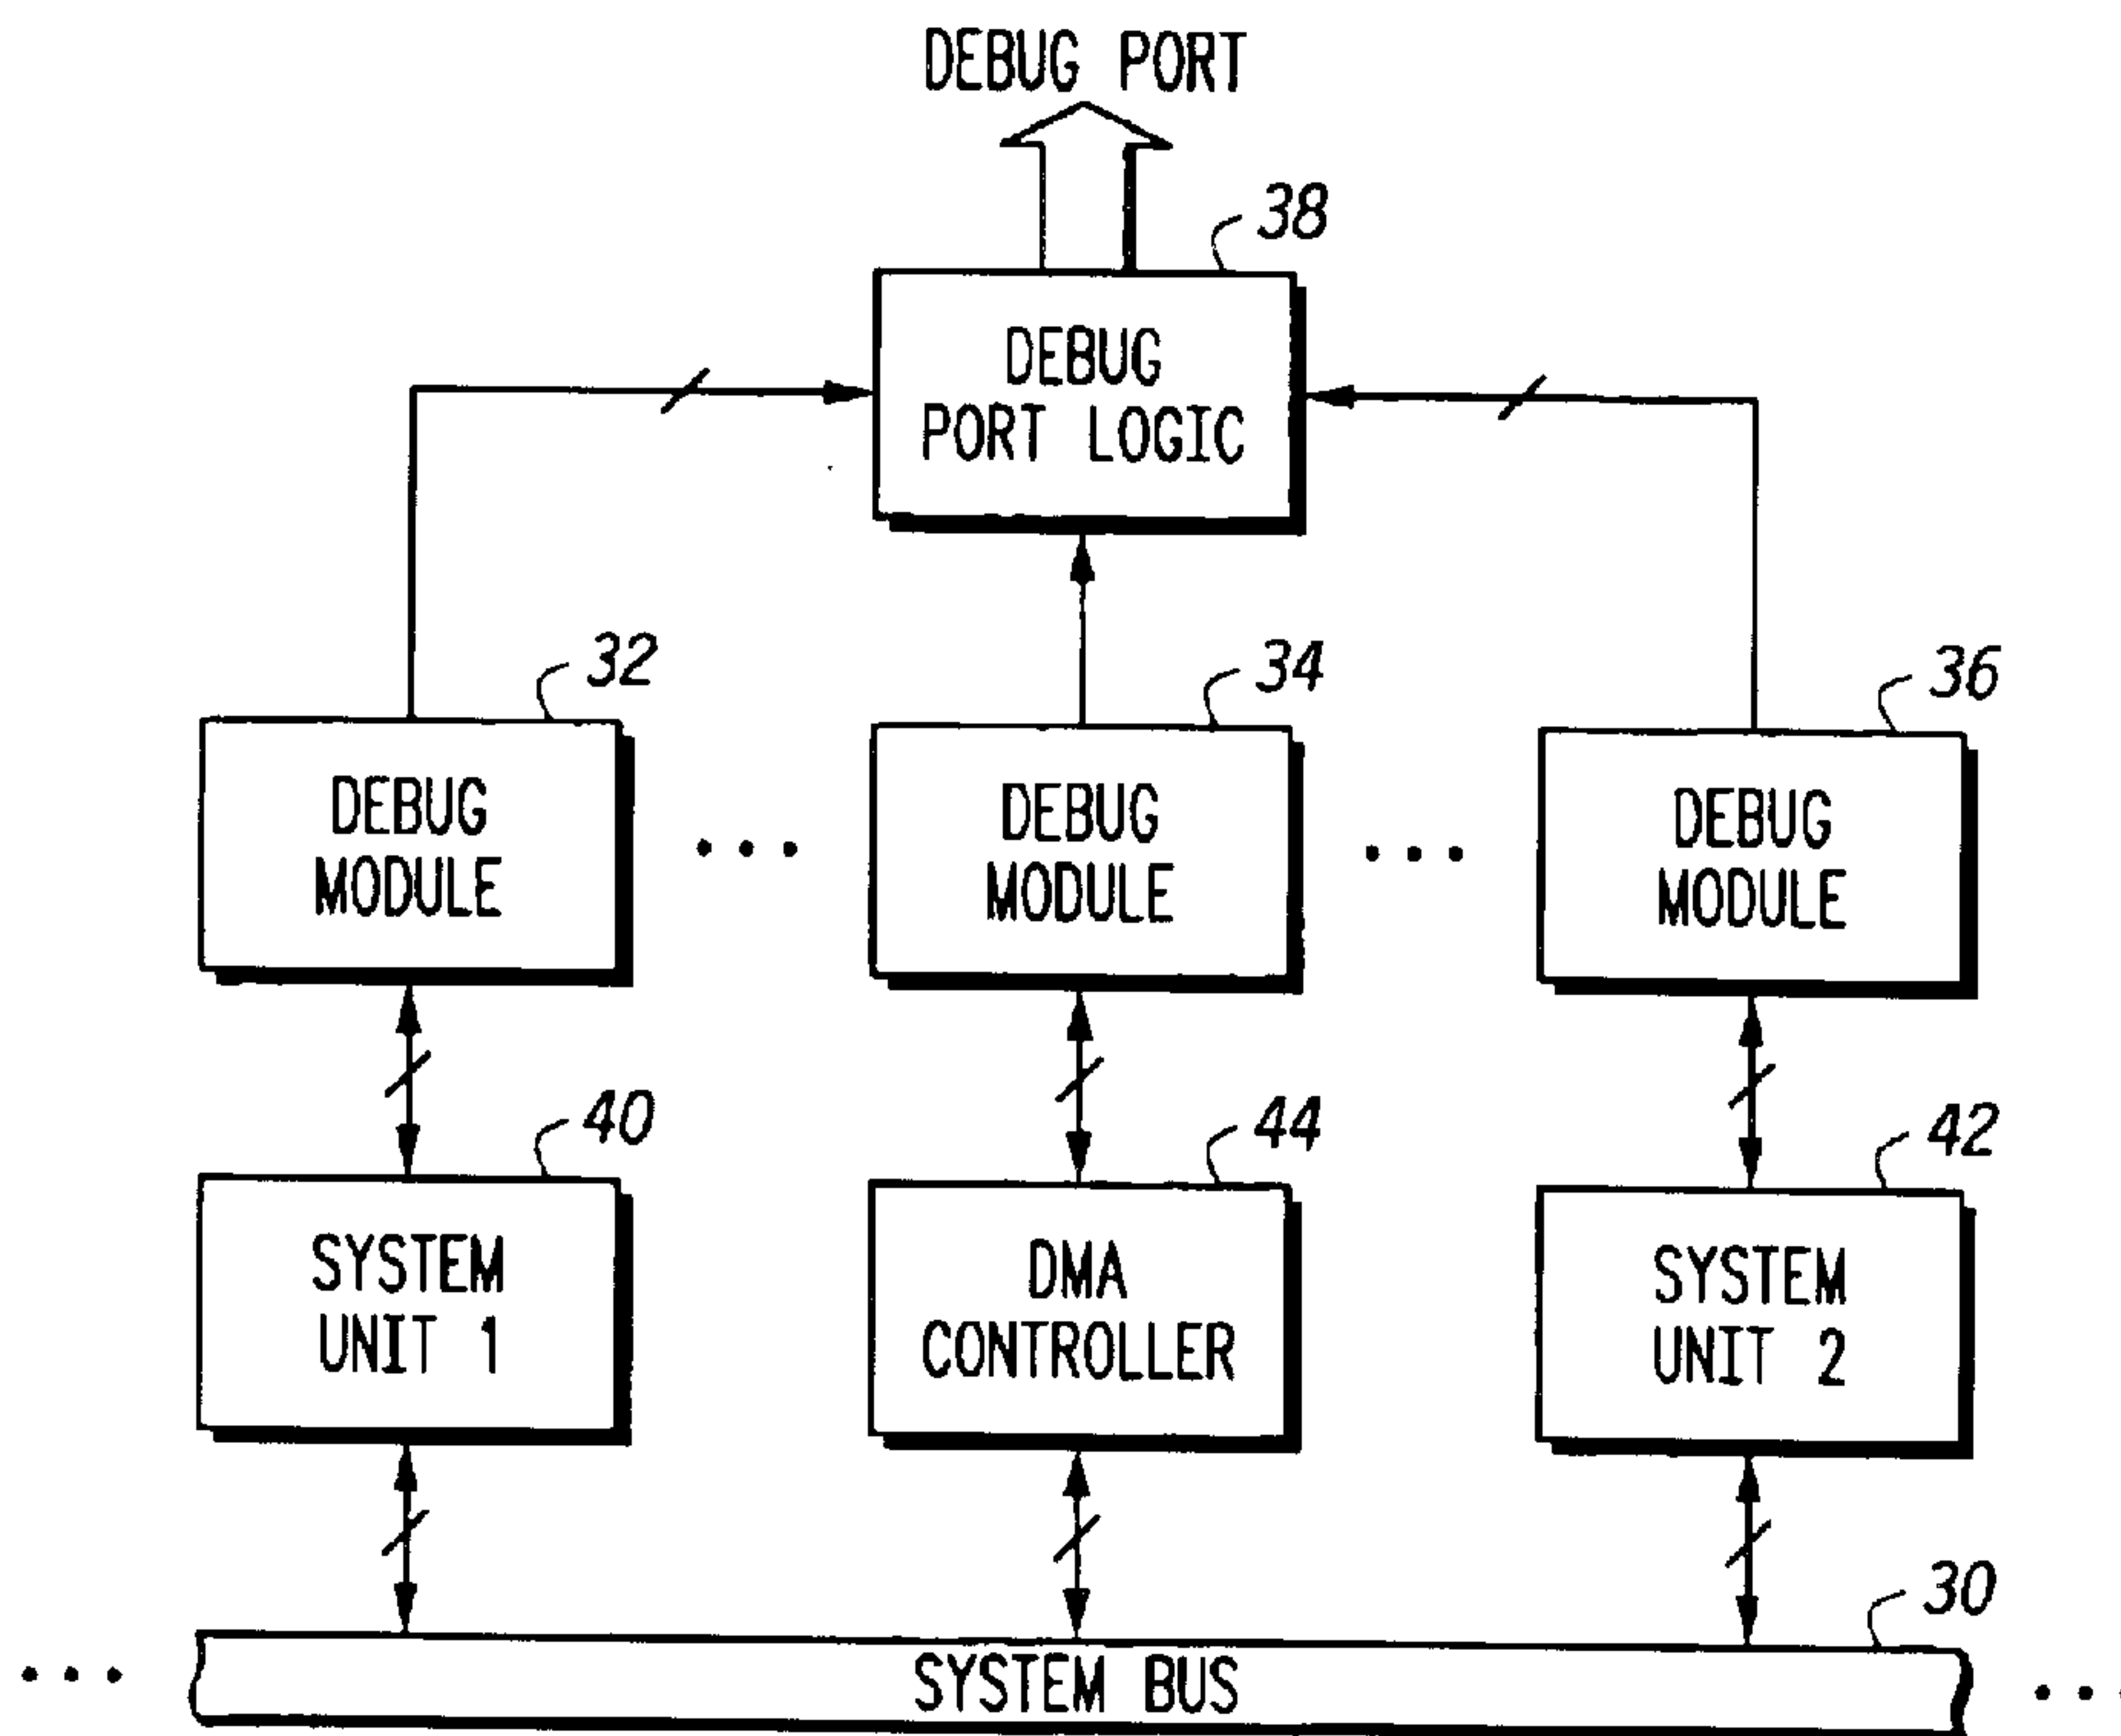 DEBUG PORT
38
DEBUG
PORT LOGIC
32
34
36
DEBUG
MODULE
DEBUG
MODULE
DEBUG
MODULE
40
44
42
SYSTEM
UNIT 1
DMA
CONTROLLER
SYSTEM
UNIT 2
30
SYSTEM BUS